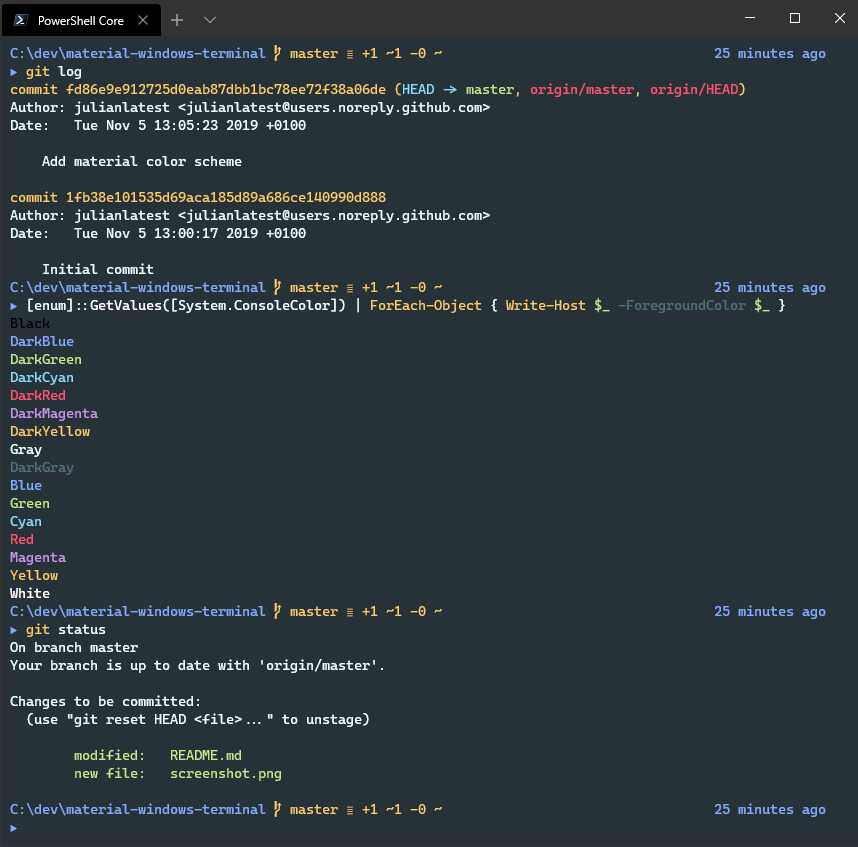 PowerShell Core
C:\dev\material-windows-terminal master ≡ +1 ~1 -0 ~ 25 minutes ago
▶ git log
commit fd86e9e912725d0eab87dbb1bc78ee72f38a06de (HEAD -> master, origin/master, origin/HEAD)
Author: julianlatest <julianlatest@users.noreply.github.com>
Date:   Tue Nov 5 13:05:23 2019 +0100
    Add material color scheme
commit 1fb38e101535d69aca185d89a686ce140990d888
Author: julianlatest <julianlatest@users.noreply.github.com>
Date:   Tue Nov 5 13:00:17 2019 +0100
    Initial commit
C:\dev\material-windows-terminal master ≡ +1 ~1 -0 ~ 25 minutes ago
▶ [enum]::GetValues([System.ConsoleColor]) | ForEach-Object { Write-Host $_ -ForegroundColor $_ }
Black
DarkBlue
DarkGreen
DarkCyan
DarkRed
DarkMagenta
DarkYellow
Gray
DarkGray
Blue
Green
Cyan
Red
Magenta
Yellow
White
C:\dev\material-windows-terminal master ≡ +1 ~1 -0 ~ 25 minutes ago
▶ git status
On branch master
Your branch is up to date with 'origin/master'.
Changes to be committed:
  (use "git reset HEAD <file>..." to unstage)
        modified:   README.md
        new file:   screenshot.png
C:\dev\material-windows-terminal master ≡ +1 ~1 -0 ~ 25 minutes ago
▶